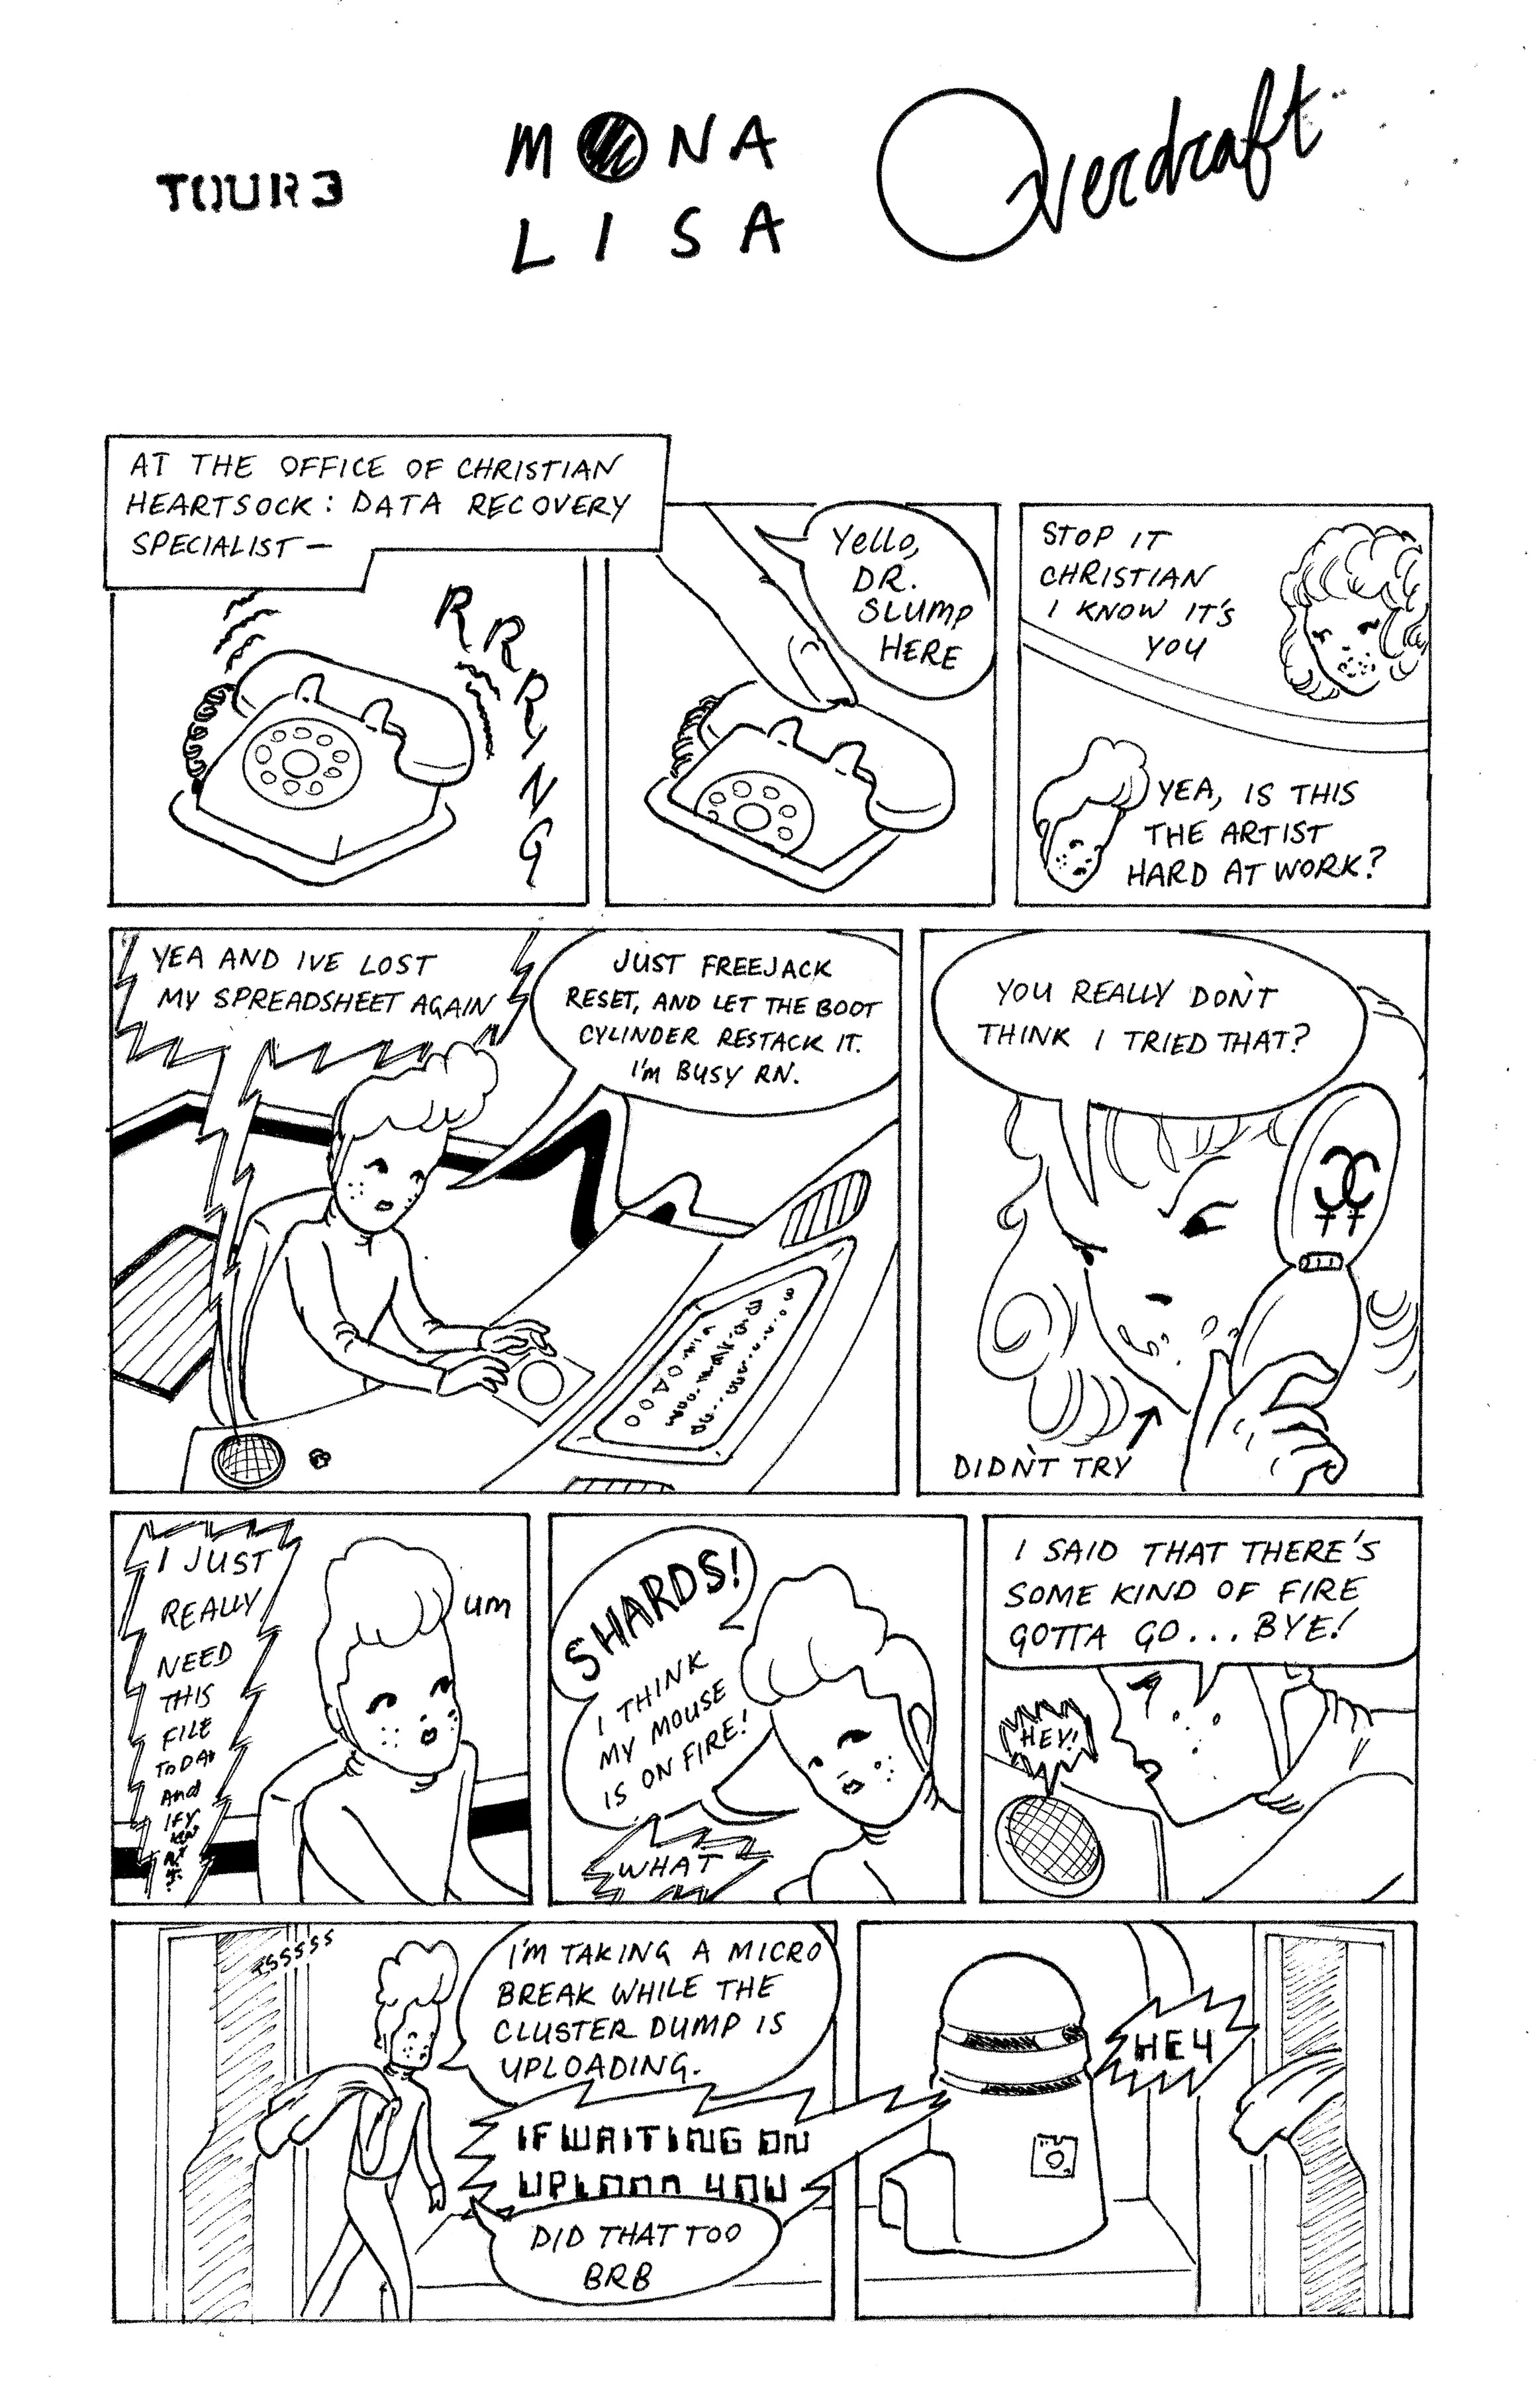 TOUR3
MONA
LISA
Overdraft
AT THE OFFICE OF CHRISTIAN
HEARTSOCK: DATA RECOVERY
SPECIALIST —
RRRYNG
Yello,
DR.
SLUMP
HERE
STOP IT
CHRISTIAN
I KNOW IT'S
YOU
YEA, IS THIS
THE ARTIST
HARD AT WORK?
YEA AND IVE LOST
MY SPREADSHEET AGAIN
JUST FREEJACK
RESET, AND LET THE BOOT
CYLINDER RESTACK IT.
I'M BUSY RN.
YOU REALLY DON'T
THINK I TRIED THAT?
DIDN'T TRY
I JUST
REALLY
NEED
THIS
FILE
TODAY
And
IFY
um
SHARDS!
I THINK
MY MOUSE
IS ON FIRE!
WHAT
I SAID THAT THERE'S
SOME KIND OF FIRE
GOTTA GO... BYE!
HEY!
TSSSSSS
I'M TAKING A MICRO
BREAK WHILE THE
CLUSTER DUMP IS
UPLOADING.
IF WAITING ON
UPLOAD YOU
DID THAT TOO
BRB
HEY